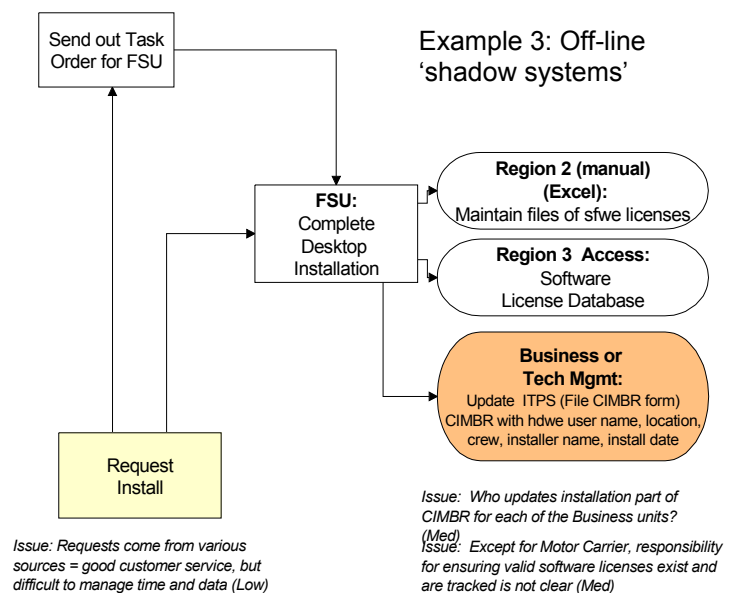 Send out Task
Order for FSU
Example 3: Off-line
‘shadow systems’
Region 2 (manual)
(Excel):
Maintain files of sfwe licenses
FSU:
Complete
Desktop
Installation
Region 3  Access:
Software
License Database
Business or
Tech Mgmt:
Update  ITPS (File CIMBR form)
CIMBR with hdwe user name, location,
crew, installer name, install date
Request
Install
Issue:  Who updates installation part of
CIMBR for each of the Business units?
(Med)
Issue:  Except for Motor Carrier, responsibility
for ensuring valid software licenses exist and
are tracked is not clear (Med)
Issue: Requests come from various
sources = good customer service, but
difficult to manage time and data (Low)